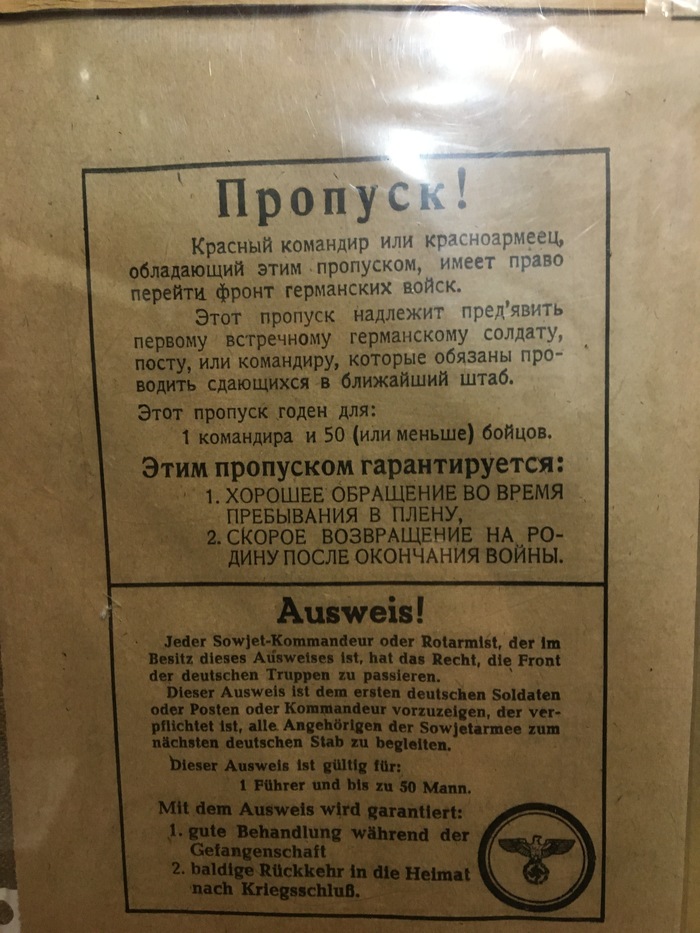 Пропуск!
Красный командир или красноармеец,
обладающий этим пропуском, имеет право
перейти фронт германских войск.
Этот пропуск надлежит пред'явить
первому встречному германскому солдату,
посту, или командиру, которые обязаны про-
водить сдающихся в ближайший штаб.
Этот пропуск годен для:
1 командира и 50 (или меньше) бойцов.
Этим пропуском гарантируется:
1. ХОРОШЕЕ ОБРАЩЕНИЕ ВО ВРЕМЯ
ПРЕБЫВАНИЯ В ПЛЕНУ,
2. СКОРОЕ ВОЗВРАЩЕНИЕ НА РО-
ДИНУ ПОСЛЕ ОКОНЧАНИЯ ВОЙНЫ.
Ausweis!
Jeder Sowjet-Kommandeur oder Rotarmist, der im
Besitz dieses Ausweises ist, hat das Recht, die Front
der deutschen Truppen zu passieren.
Dieser Ausweis ist dem ersten deutschen Soldaten
oder Posten oder Kommandeur vorzuzeigen, der ver-
pflichtet ist, alle Angehörigen der Sowjetarmee zum
nächsten deutschen Stab zu begleiten.
Dieser Ausweis ist gültig für:
1 Führer und bis zu 50 Mann.
Mit dem Ausweis wird garantiert:
1. gute Behandlung während der
Gefangenschaft
2. baldige Rückkehr in die Heimat
nach Kriegsschluß.